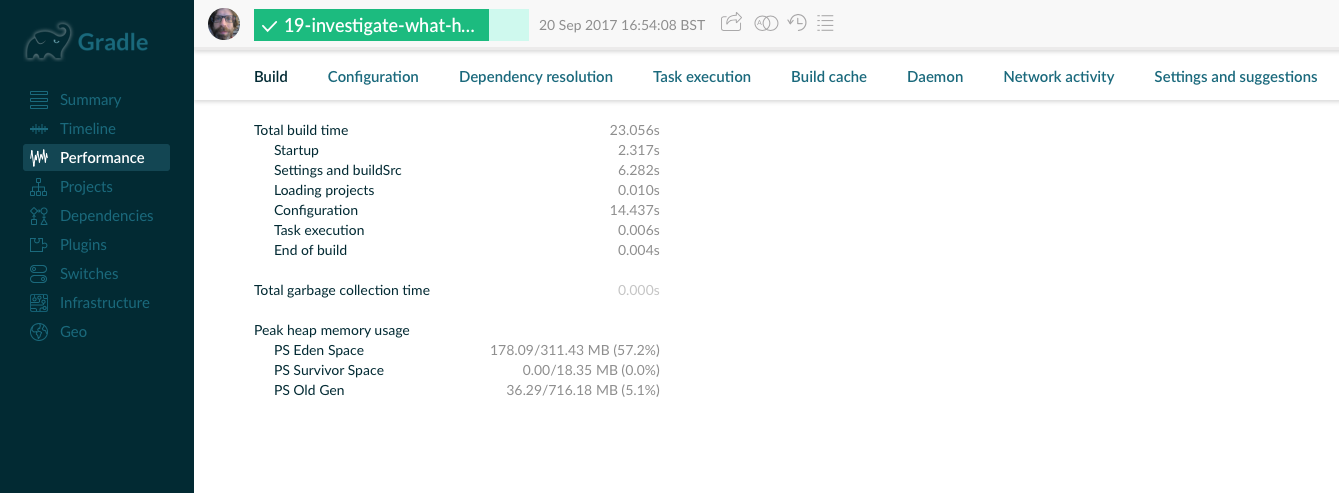 Gradle
Summary
Timeline
Performance
Projects
Dependencies
Plugins
Switches
Infrastructure
Geo
19-investigate-what-h... 20 Sep 2017 16:54:08 BST
Build Configuration Dependency resolution Task execution Build cache Daemon Network activity Settings and suggestions
Total build time 23.056s
Startup 2.317s
Settings and buildSrc 6.282s
Loading projects 0.010s
Configuration 14.437s
Task execution 0.006s
End of build 0.004s
Total garbage collection time 0.000s
Peak heap memory usage
PS Eden Space 178.09/311.43 MB (57.2%)
PS Survivor Space 0.00/18.35 MB (0.0%)
PS Old Gen 36.29/716.18 MB (5.1%)